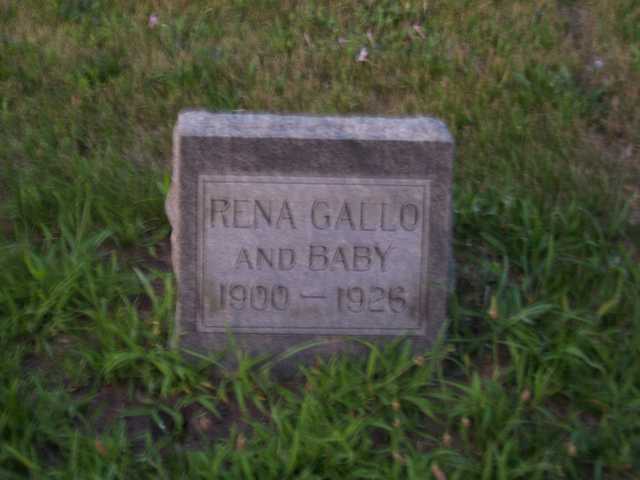 RENA GALLO
AND BABY
1900 — 1926